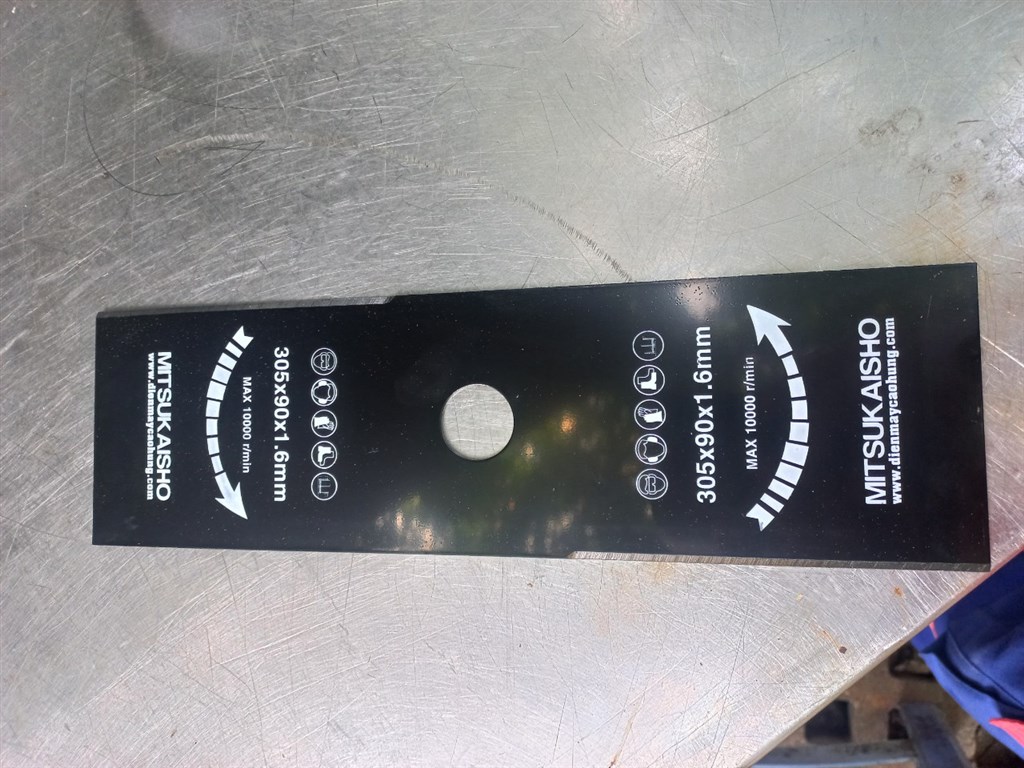 MITSUKAISHO
www.dienmaycaohung.com
MAX 10000 r/min
305x90x1.6mm
305x90x1.6mm
MAX 10000 r/min
MITSUKAISHO
www.dienmaycaohung.com